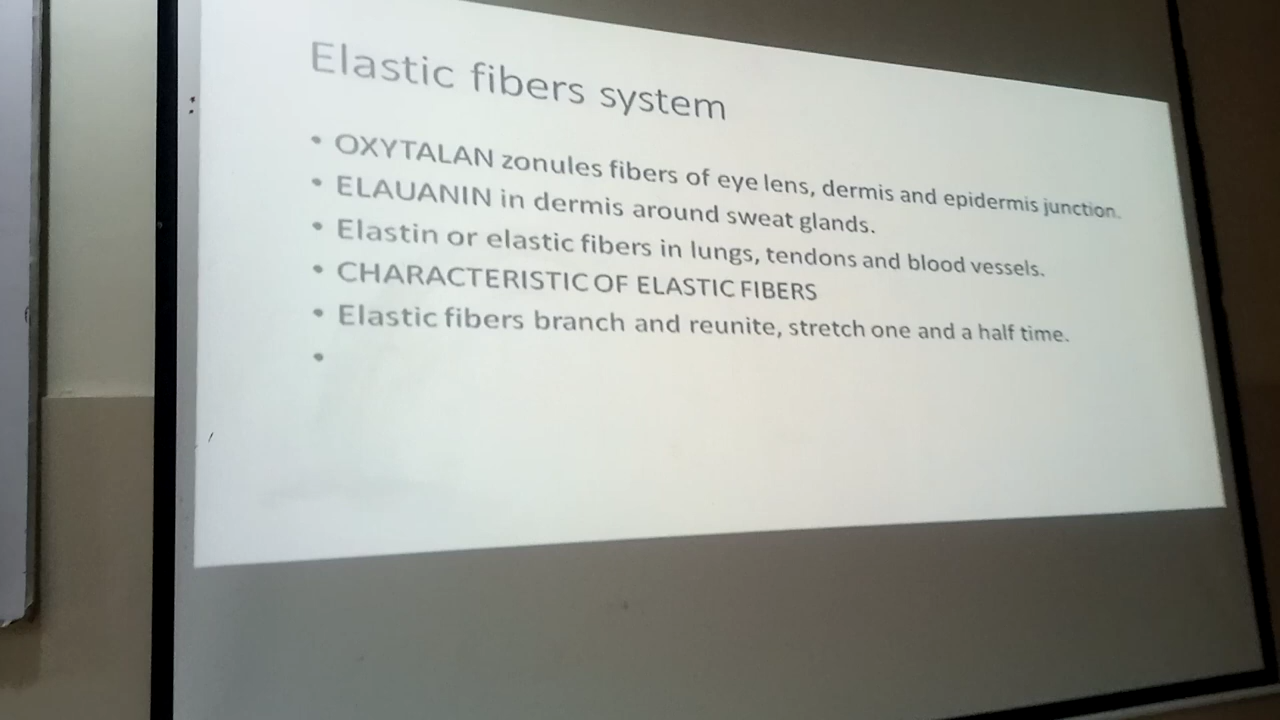 Elastic fibers system
• OXYTALAN zonules fibers of eye lens, dermis and epidermis junction.
• ELAUANIN in dermis around sweat glands.
• Elastin or elastic fibers in lungs, tendons and blood vessels.
• CHARACTERISTIC OF ELASTIC FIBERS
• Elastic fibers branch and reunite, stretch one and a half time.
•